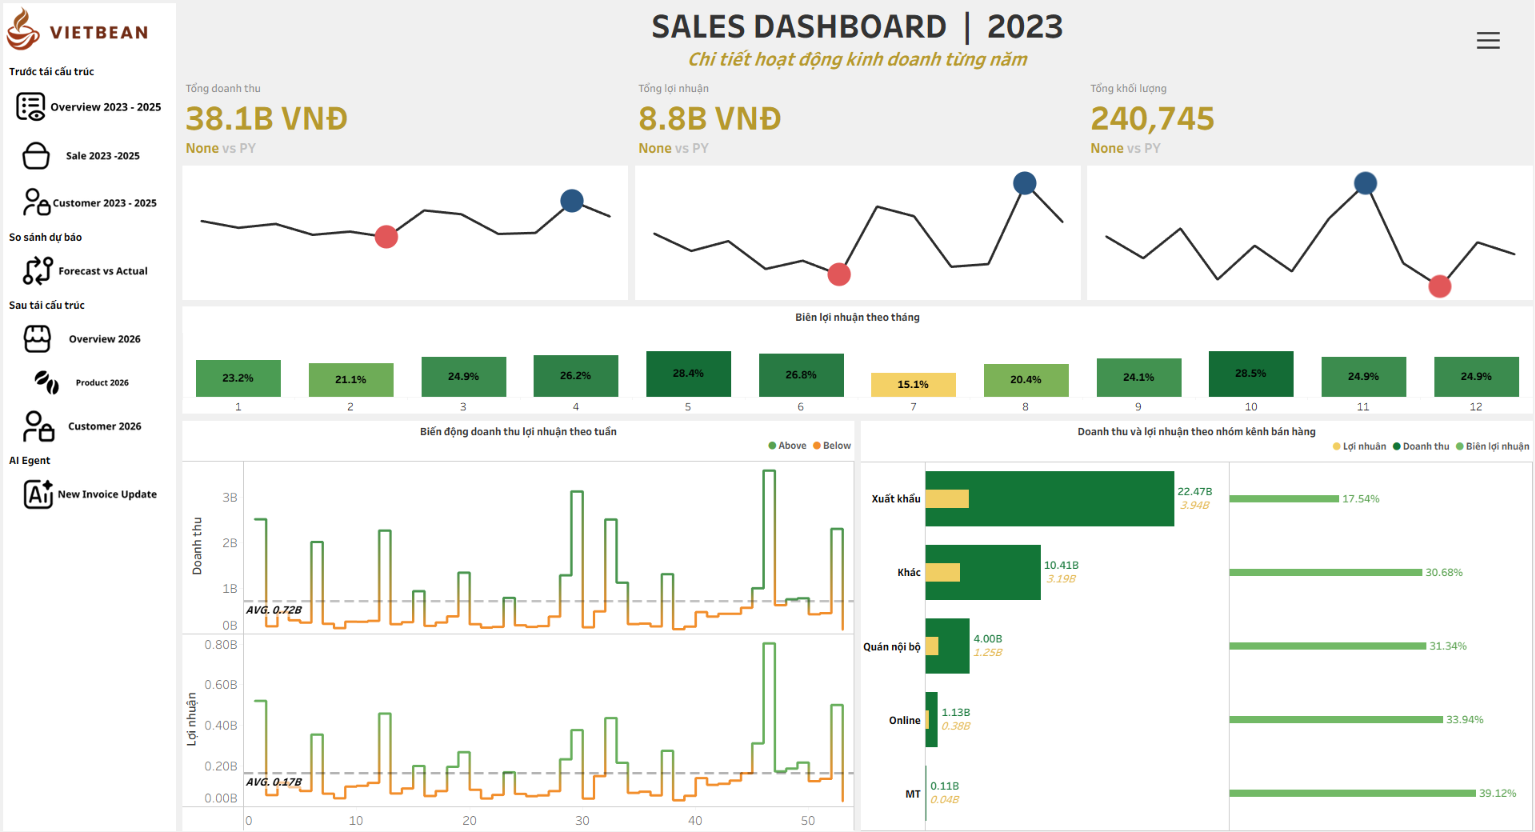 VIETBEAN
Trước tái cấu trúc
Overview 2023 - 2025
Sale 2023 -2025
Customer 2023 - 2025
So sánh dự báo
Forecast vs Actual
Sau tái cấu trúc
Overview 2026
Product 2026
Customer 2026
AI Egent
Ai
New Invoice Update
SALES DASHBOARD | 2023
Chi tiết hoạt động kinh doanh từng năm
Tổng doanh thu
38.1B VNĐ
None vs PY
Tổng lợi nhuận
8.8B VNĐ
None vs PY
Tổng khối lượng
240,745
None vs PY
Biên lợi nhuận theo tháng
23.2% 21.1% 24.9% 26.2% 28.4% 26.8% 15.1% 20.4% 24.1% 28.5% 24.9% 24.9%
1 2 3 4 5 6 7 8 9 10 11 12
Biến động doanh thu lợi nhuận theo tuần
Above Below
Doanh thu
3B
2B
1B
AVG. 0.72B
0B
Lợi nhuận
0.80B
0.60B
0.40B
0.20B
AVG. 0.17B
0.00B
0 10 20 30 40 50
Doanh thu và lợi nhuận theo nhóm kênh bán hàng
Lợi nhuân Doanh thu Biên lợi nhuận
Xuất khẩu 22.47B 17.54%
3.94B
Khác 10.41B 30.68%
3.19B
Quán nội bộ 4.00B 31.34%
1.25B
Online 1.13B 33.94%
0.38B
MT 0.11B 39.12%
0.04B